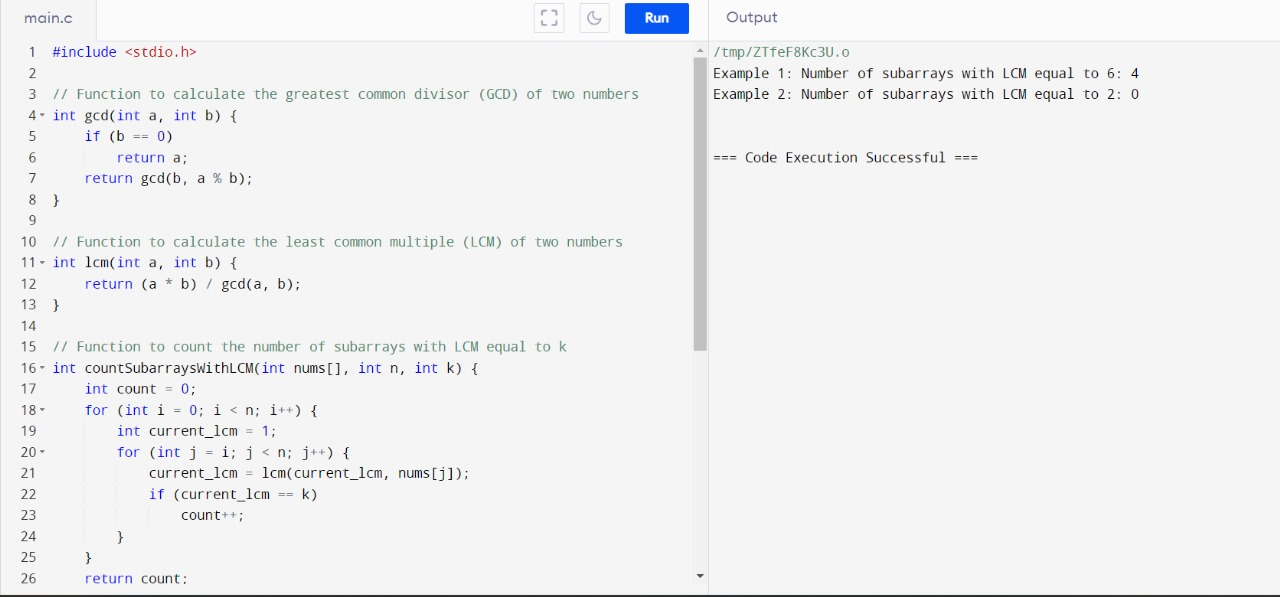 main.c
Run
Output
1 #include <stdio.h>
2
3 // Function to calculate the greatest common divisor (GCD) of two numbers
4 int gcd(int a, int b) {
5     if (b == 0)
6         return a;
7     return gcd(b, a % b);
8 }
9
10 // Function to calculate the least common multiple (LCM) of two numbers
11 int lcm(int a, int b) {
12     return (a * b) / gcd(a, b);
13 }
14
15 // Function to count the number of subarrays with LCM equal to k
16 int countSubarraysWithLCM(int nums[], int n, int k) {
17     int count = 0;
18     for (int i = 0; i < n; i++) {
19         int current_lcm = 1;
20         for (int j = i; j < n; j++) {
21             current_lcm = lcm(current_lcm, nums[j]);
22             if (current_lcm == k)
23                 count++;
24         }
25     }
26     return count;
/tmp/ZTfeF8Kc3U.o
Example 1: Number of subarrays with LCM equal to 6: 4
Example 2: Number of subarrays with LCM equal to 2: 0
=== Code Execution Successful ===